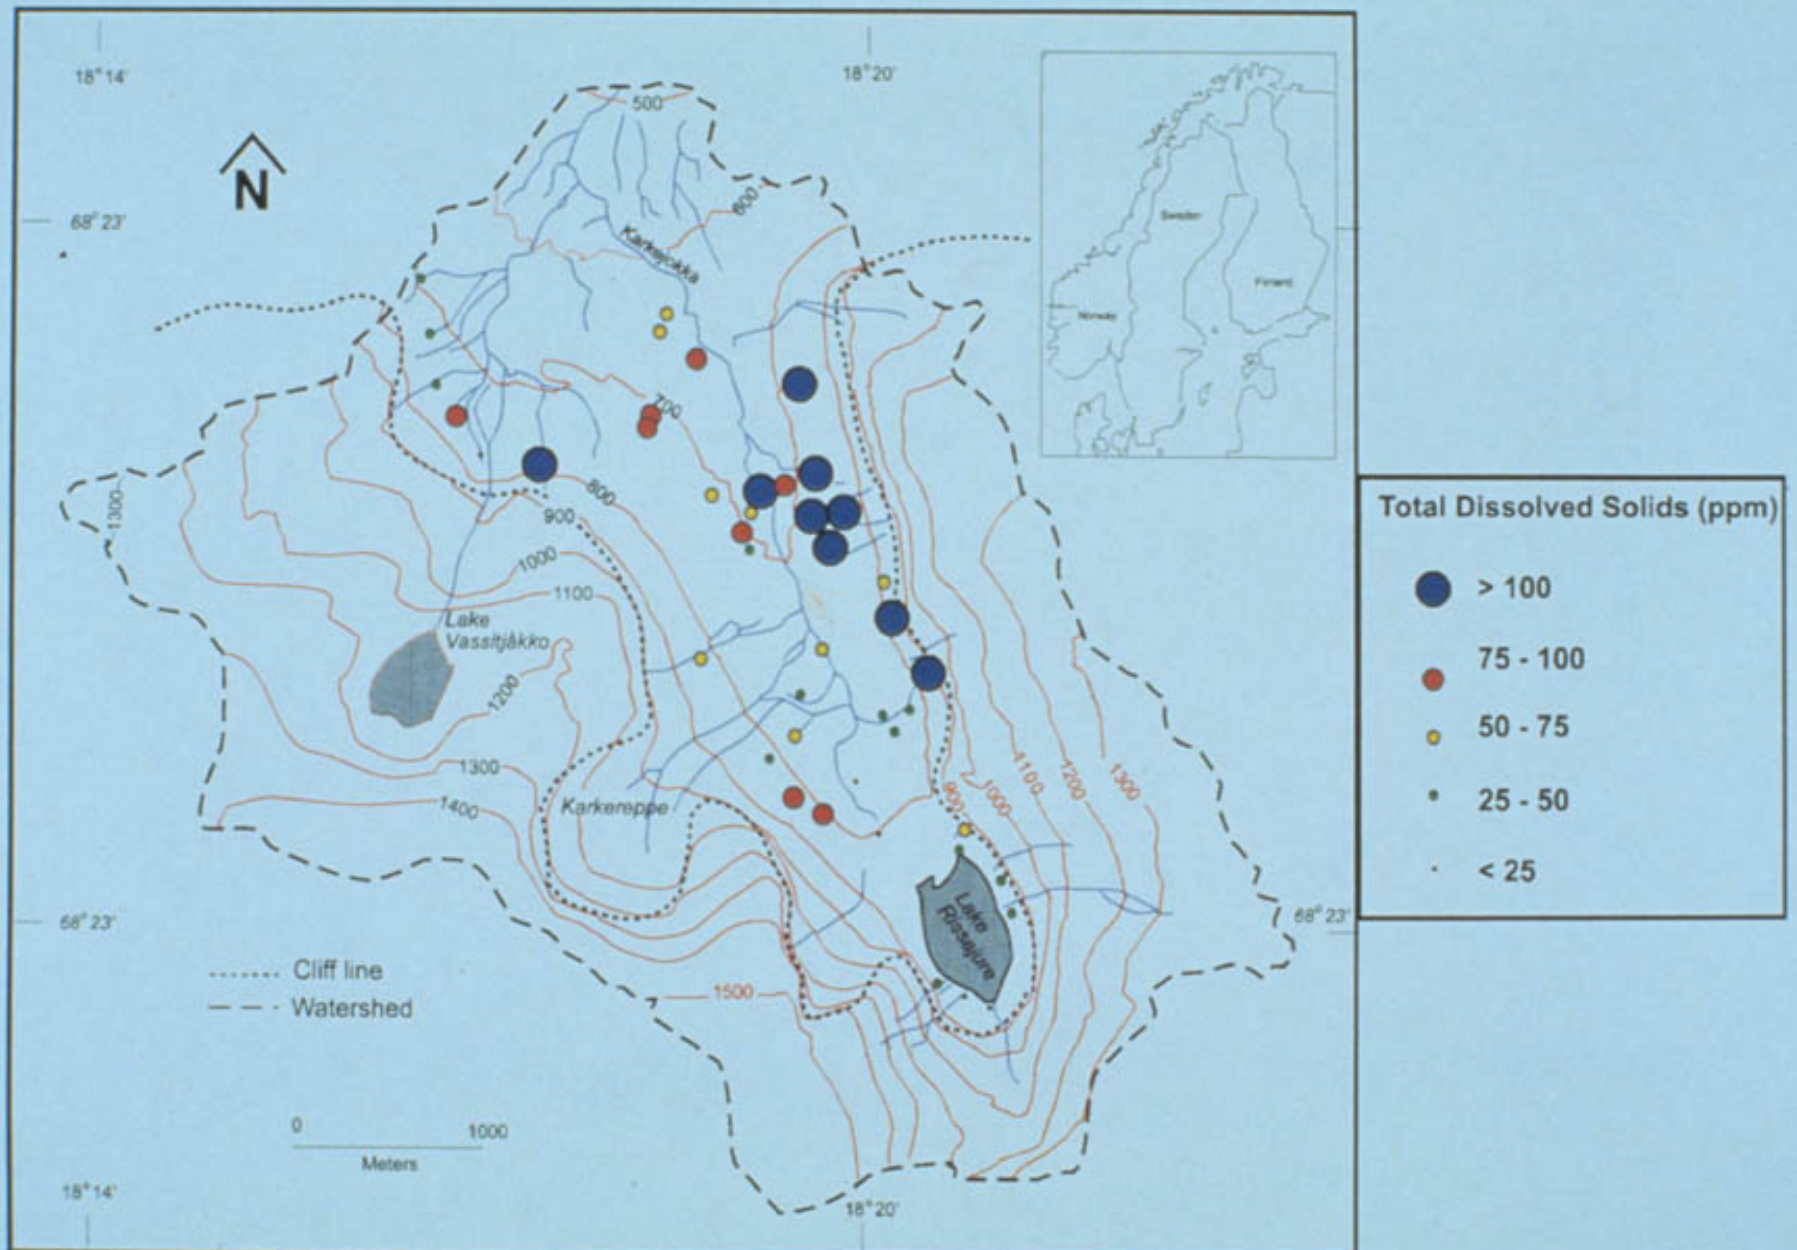 18°14'
18°20'
500
N
600
68°23'
Karkejokka
Sweden
Finland
Norway
700
1300
800
900
Total Dissolved Solids (ppm)
1000
> 100
1100
Lake
Vassitjåkko
75 - 100
1200
50 - 75
1300
1400
Karkereppe
900
1000
1100
1200
1300
25 - 50
< 25
Lake
Rissajure
68°23'
68°23'
Cliff line
1500
Watershed
0 1000
Meters
18°14'
18°20'